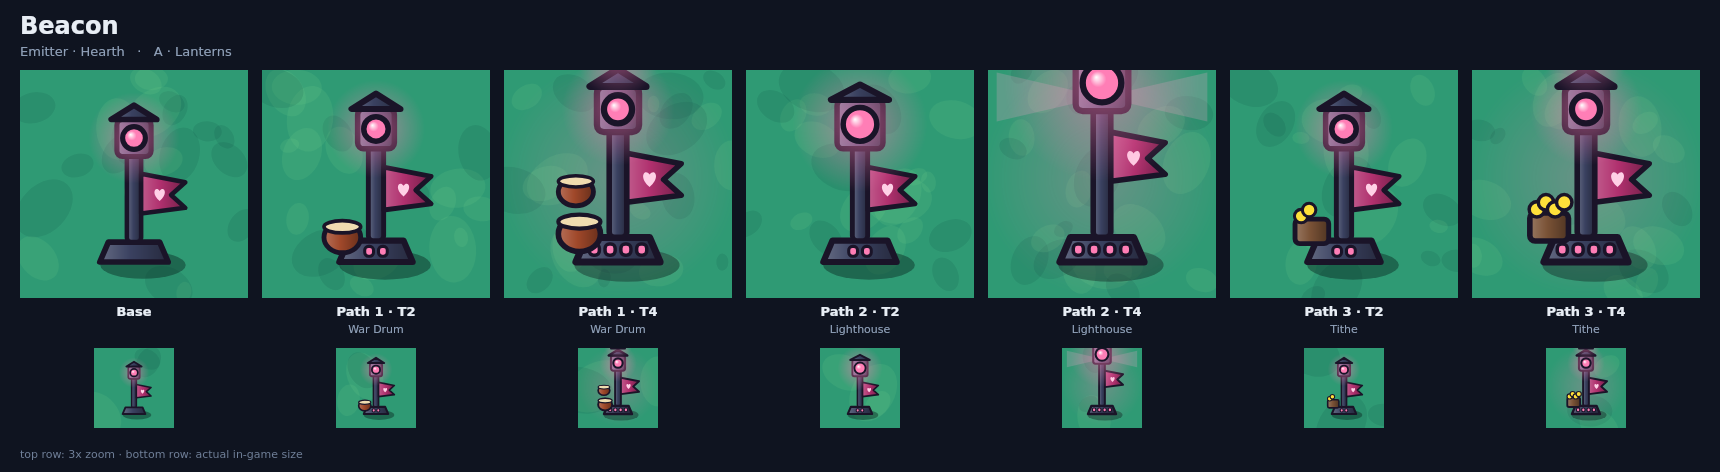 Beacon
Emitter · Hearth · A · Lanterns
Base
Path 1 · T2
War Drum
Path 1 · T4
War Drum
Path 2 · T2
Lighthouse
Path 2 · T4
Lighthouse
Path 3 · T2
Tithe
Path 3 · T4
Tithe
top row: 3x zoom · bottom row: actual in-game size